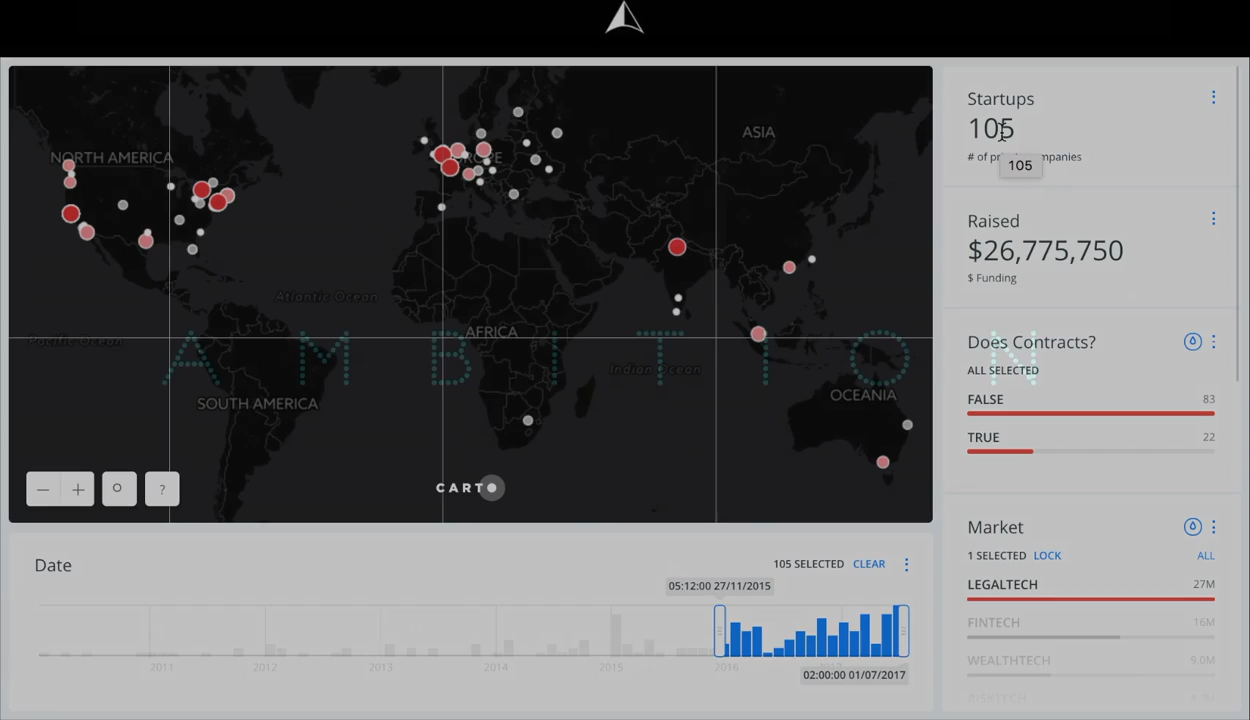 NORTH AMERICA
EUROPE
ASIA
Atlantic Ocean
Pacific Ocean
AFRICA
Indian Ocean
SOUTH AMERICA
OCEANIA
AMBITION
− + ?
CARTO
Startups
105
# of pr mpanies
105
Raised
$26,775,750
$ Funding
Does Contracts?
ALL SELECTED
FALSE 83
TRUE 22
Market
1 SELECTED LOCK ALL
LEGALTECH 27M
FINTECH 16M
WEALTHTECH 9.0M
RISKTECH
Date
105 SELECTED CLEAR
05:12:00 27/11/2015
2011 2012 2013 2014 2015 2016 2017
02:00:00 01/07/2017